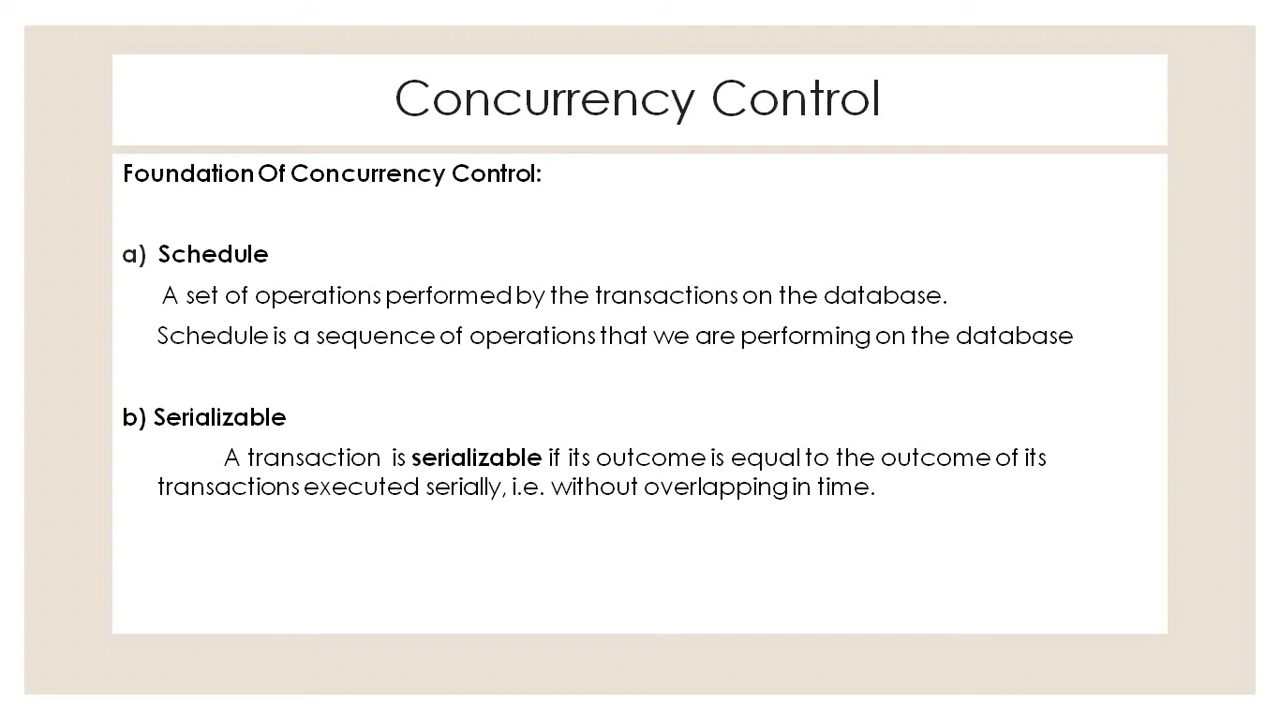 Concurrency Control
Foundation Of Concurrency Control:
a) Schedule
A set of operations performed by the transactions on the database.
Schedule is a sequence of operations that we are performing on the database
b) Serializable
A transaction is serializable if its outcome is equal to the outcome of its
transactions executed serially, i.e. without overlapping in time.